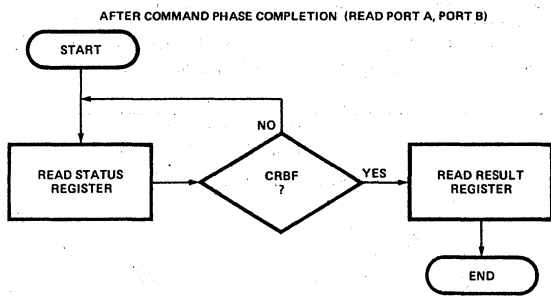 AFTER COMMAND PHASE COMPLETION (READ PORT A, PORT B)
START
NO
READ STATUS
REGISTER
CRBF
?
YES
READ RESULT
REGISTER
END